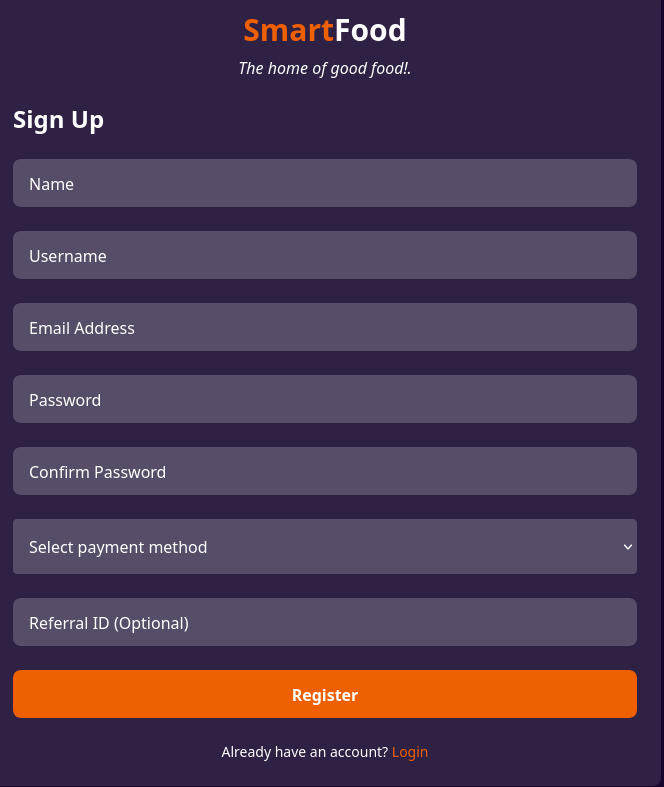 SmartFood
The home of good food!.
Sign Up
Name
Username
Email Address
Password
Confirm Password
Select payment method
Referral ID (Optional)
Register
Already have an account? Login